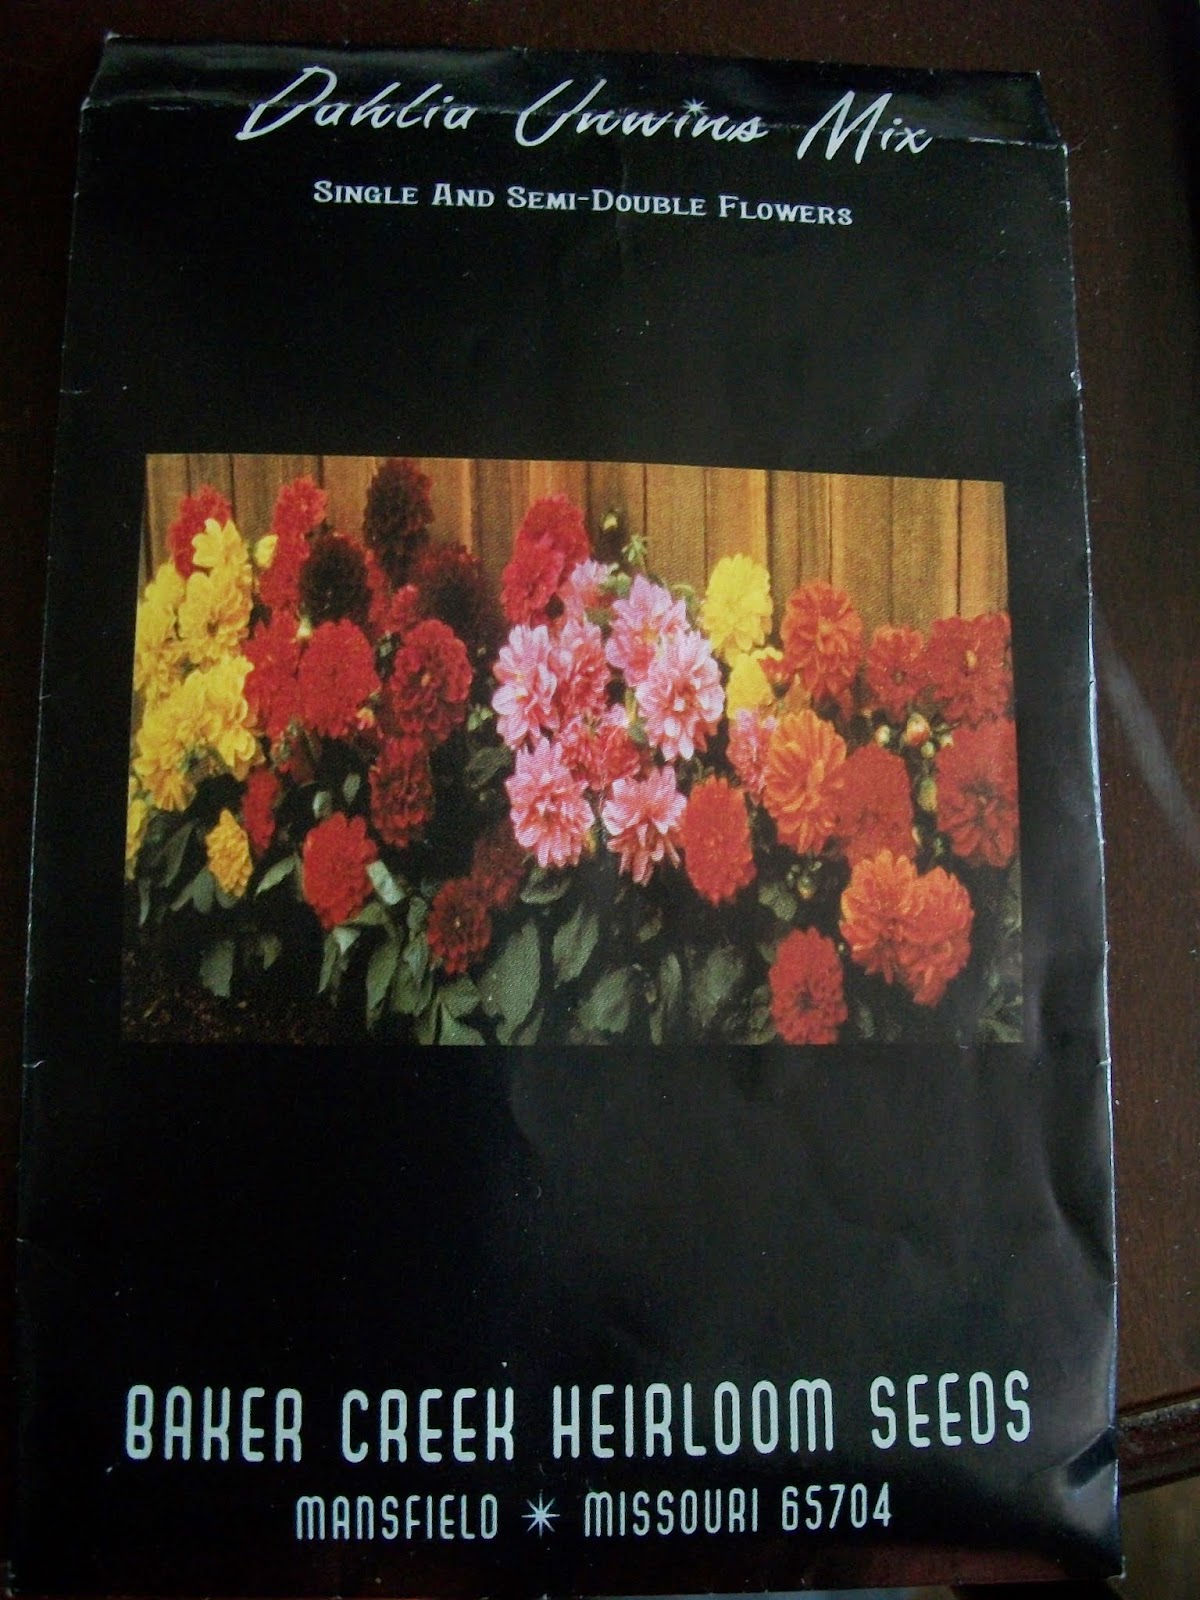 Dahlia Unwins Mix
Single And Semi-Double Flowers
BAKER CREEK HEIRLOOM SEEDS
MANSFIELD MISSOURI 65704